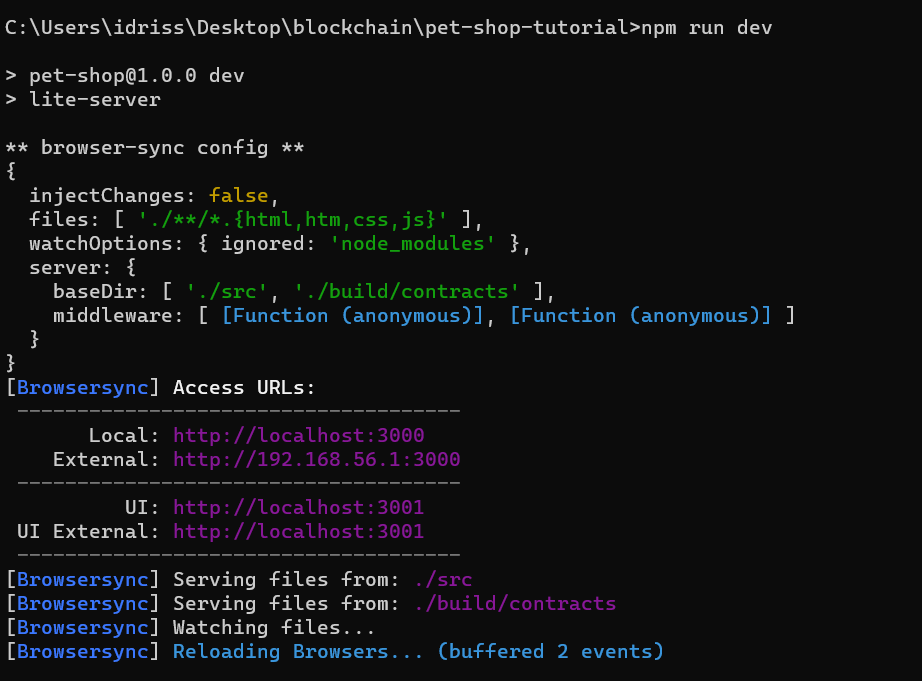 C:\Users\idriss\Desktop\blockchain\pet-shop-tutorial>npm run dev
> pet-shop@1.0.0 dev
> lite-server
** browser-sync config **
{
  injectChanges: false,
  files: [ './**/*.{html,htm,css,js}' ],
  watchOptions: { ignored: 'node_modules' },
  server: {
    baseDir: [ './src', './build/contracts' ],
    middleware: [ [Function (anonymous)], [Function (anonymous)] ]
  }
}
[Browsersync] Access URLs:
 -------------------------------------
       Local: http://localhost:3000
    External: http://192.168.56.1:3000
 -------------------------------------
          UI: http://localhost:3001
 UI External: http://localhost:3001
 -------------------------------------
[Browsersync] Serving files from: ./src
[Browsersync] Serving files from: ./build/contracts
[Browsersync] Watching files...
[Browsersync] Reloading Browsers... (buffered 2 events)